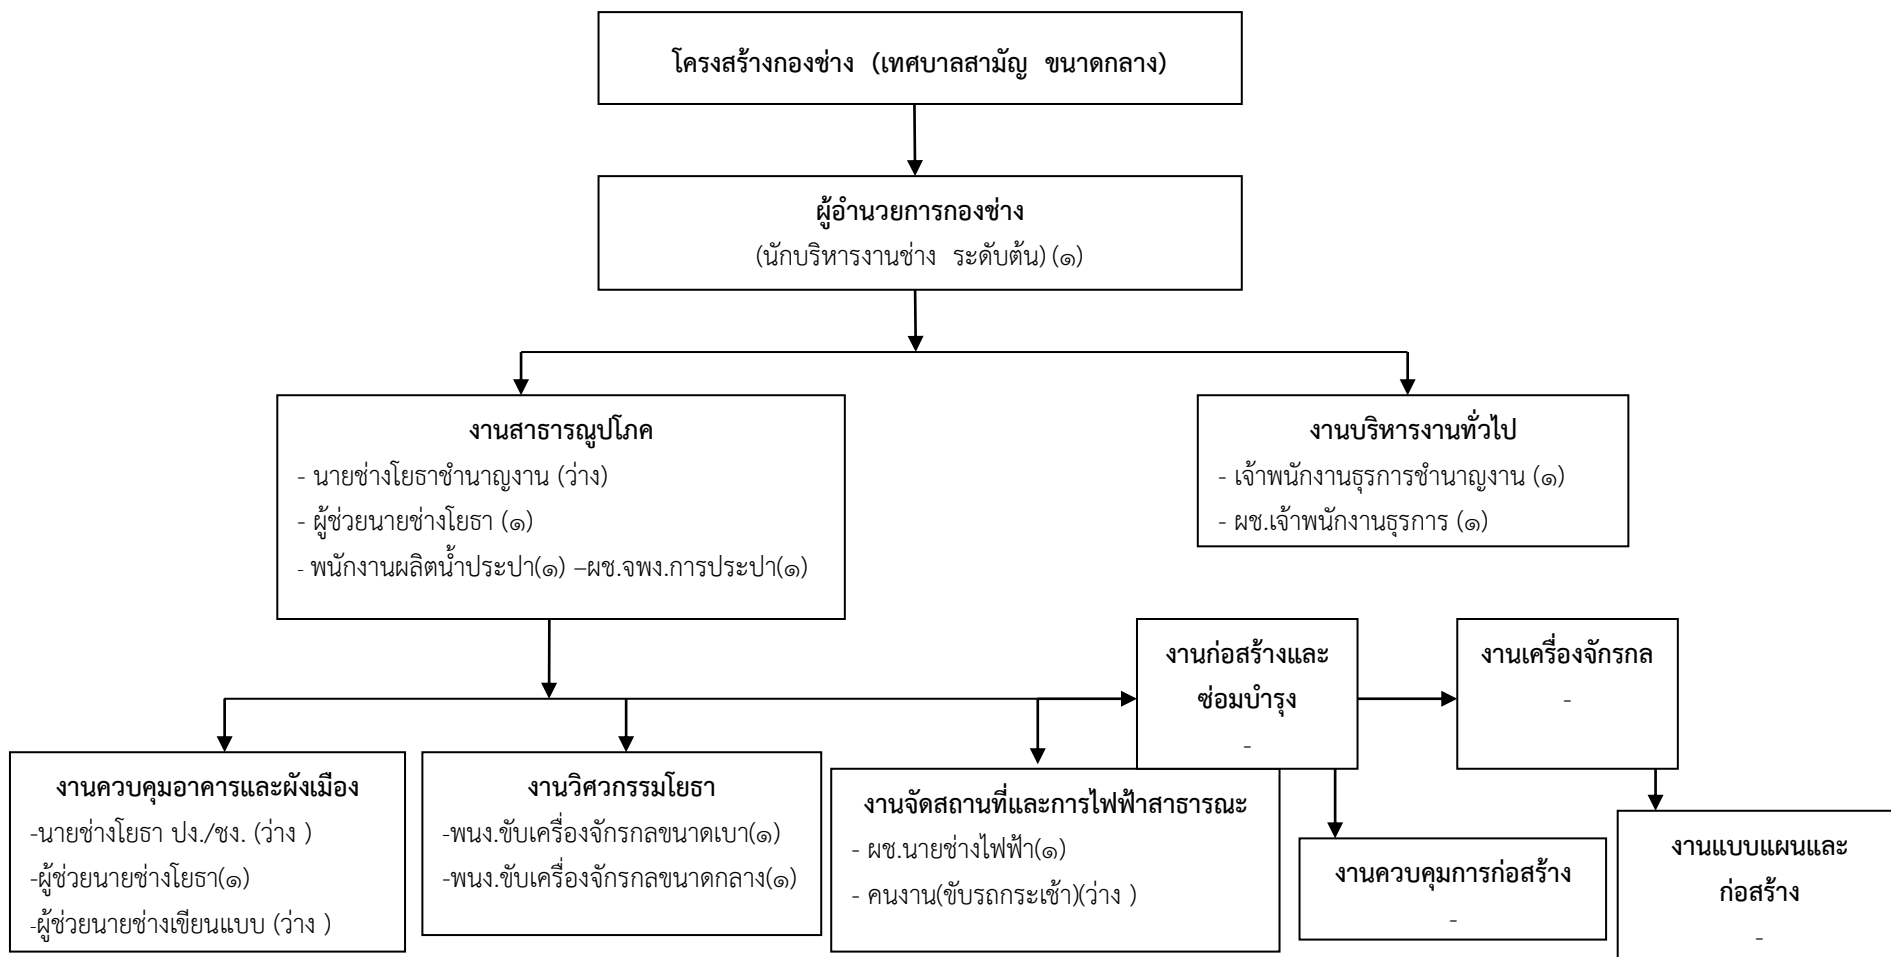 โครงสร้างกองช่าง (เทศบาลสามัญ ขนาดกลาง)
ผู้อำนวยการกองช่าง
(นักบริหารงานช่าง ระดับต้น) (๑)
งานสาธารณูปโภค
- นายช่างโยธาชำนาญงาน (ว่าง)
- ผู้ช่วยนายช่างโยธา (๑)
- พนักงานผลิตน้ำประปา(๑) –ผช.จพง.การประปา(๑)
งานบริหารงานทั่วไป
- เจ้าพนักงานธุรการชำนาญงาน (๑)
- ผช.เจ้าพนักงานธุรการ (๑)
งานก่อสร้างและ
ซ่อมบำรุง
-
งานเครื่องจักรกล
-
งานควบคุมอาคารและผังเมือง
-นายช่างโยธา ปง./ชง. (ว่าง )
-ผู้ช่วยนายช่างโยธา(๑)
-ผู้ช่วยนายช่างเขียนแบบ (ว่าง )
งานวิศวกรรมโยธา
-พนง.ขับเครื่องจักรกลขนาดเบา(๑)
-พนง.ขับเครื่องจักรกลขนาดกลาง(๑)
งานจัดสถานที่และการไฟฟ้าสาธารณะ
- ผช.นายช่างไฟฟ้า(๑)
- คนงาน(ขับรถกระเช้า)(ว่าง )
งานควบคุมการก่อสร้าง
-
งานแบบแผนและ
ก่อสร้าง
-